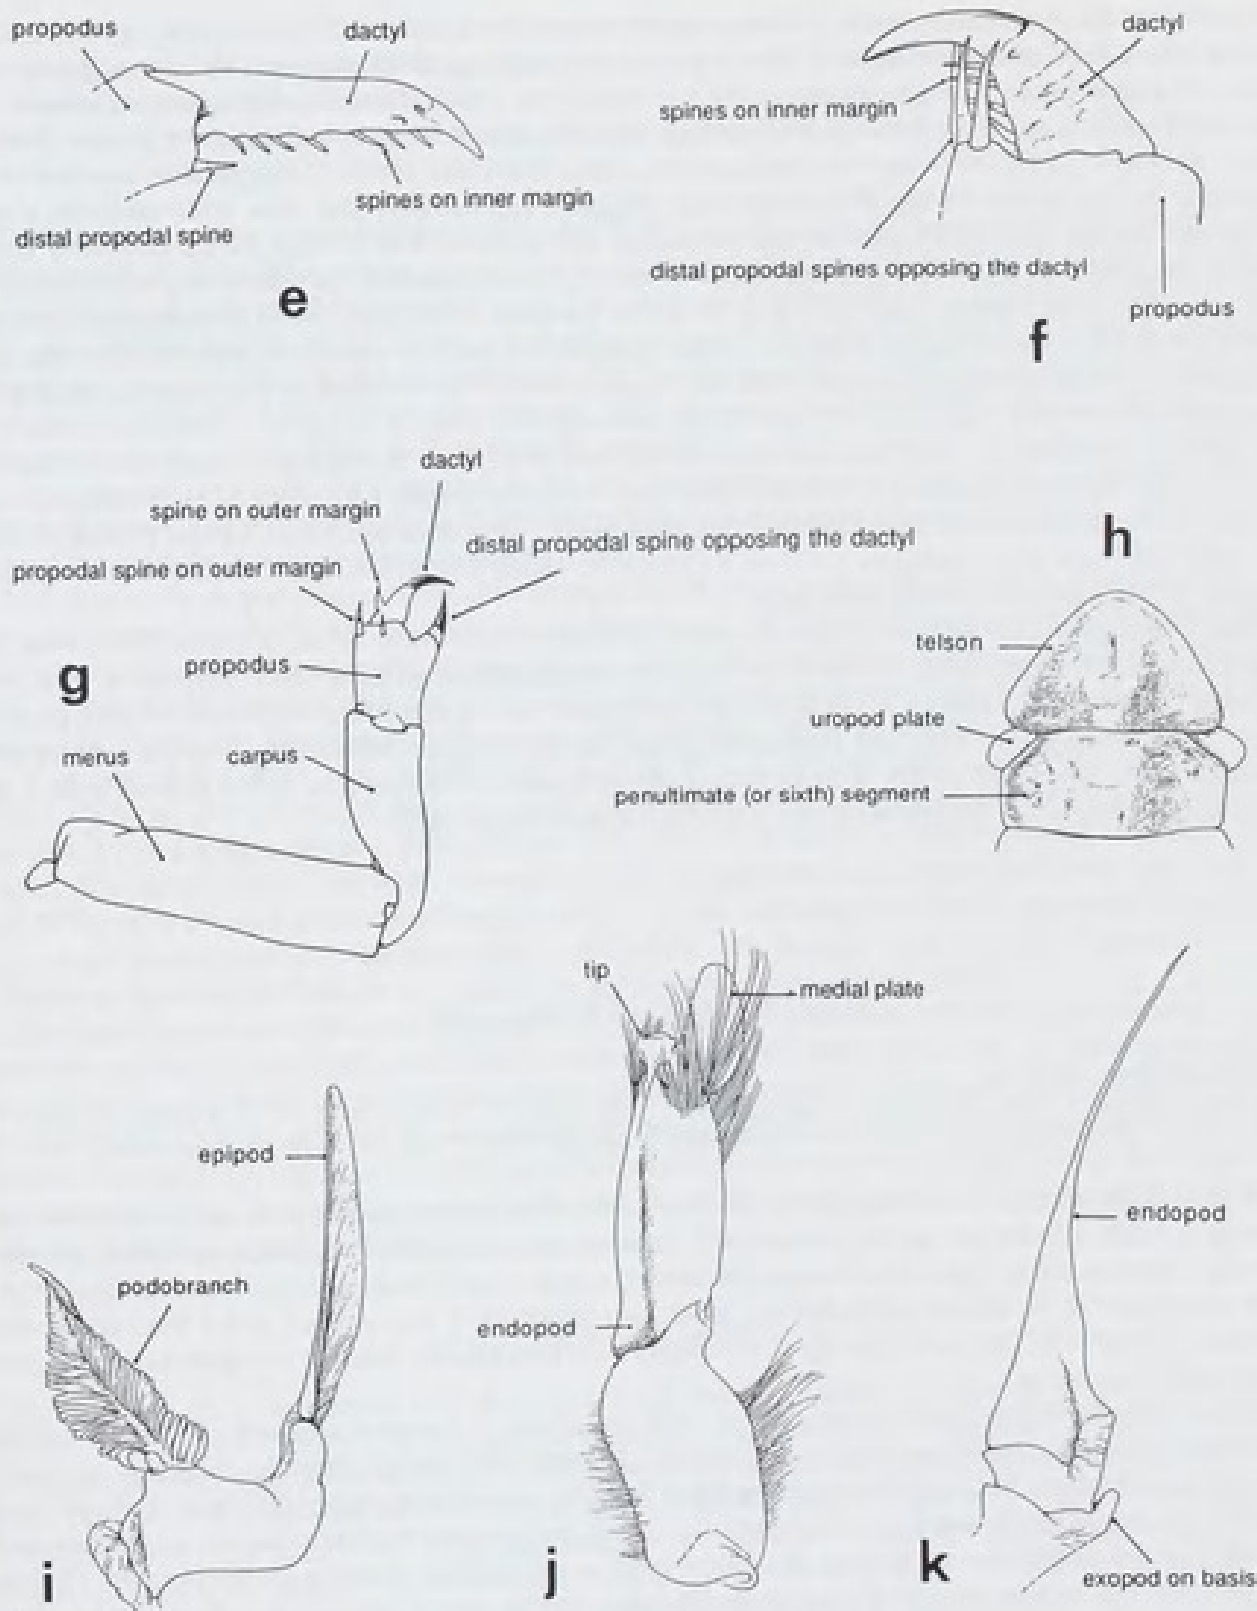 propodus
dactyl
spines on inner margin
distal propodal spine
e
dactyl
spines on inner margin
distal propodal spines opposing the dactyl
propodus
f
dactyl
spine on outer margin
distal propodal spine opposing the dactyl
propodal spine on outer margin
propodus
g
merus
carpus
h
telson
uropod plate
penultimate (or sixth) segment
epipod
podobranch
i
tip
medial plate
endopod
j
endopod
k
exopod on basis